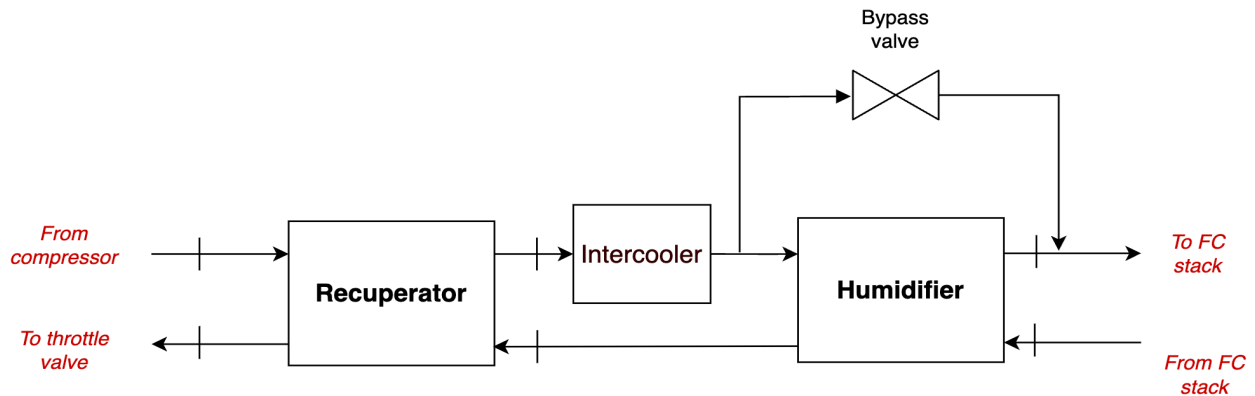 Bypass
valve
From
compressor
Recuperator
Intercooler
Humidifier
To FC
stack
To throttle
valve
From FC
stack